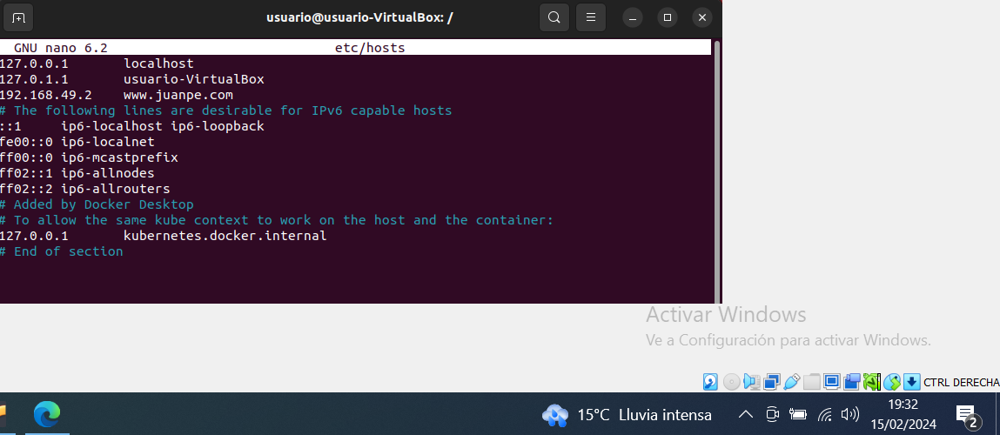 usuario@usuario-VirtualBox: /
GNU nano 6.2 etc/hosts
127.0.0.1 localhost
127.0.1.1 usuario-VirtualBox
192.168.49.2 www.juanpe.com
# The following lines are desirable for IPv6 capable hosts
::1 ip6-localhost ip6-loopback
fe00::0 ip6-localnet
ff00::0 ip6-mcastprefix
ff02::1 ip6-allnodes
ff02::2 ip6-allrouters
# Added by Docker Desktop
# To allow the same kube context to work on the host and the container:
127.0.0.1 kubernetes.docker.internal
# End of section
Activar Windows
Ve a Configuración para activar Windows.
CTRL DERECHA
15°C Lluvia intensa
19:32
15/02/2024
2